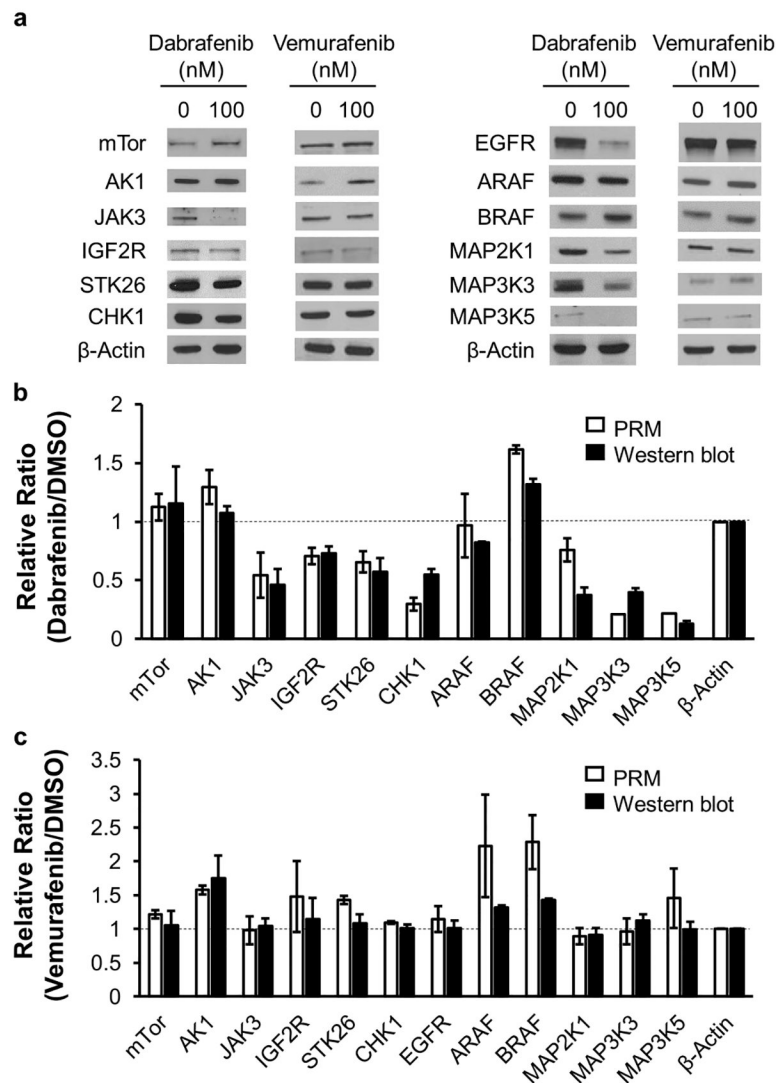 a
Dabrafenib Vemurafenib Dabrafenib Vemurafenib
(nM) (nM) (nM) (nM)
0 100 0 100 0 100 0 100
mTor EGFR
AK1 ARAF
JAK3 BRAF
IGF2R MAP2K1
STK26 MAP3K3
CHK1 MAP3K5
β-Actin β-Actin
b
Relative Ratio
(Dabrafenib/DMSO)
2
1.5
1
0.5
0
PRM
Western blot
mTor AK1 JAK3 IGF2R STK26 CHK1 ARAF BRAF MAP2K1 MAP3K3 MAP3K5 β-Actin
c
Relative Ratio
(Vemurafenib/DMSO)
3.5
3
2.5
2
1.5
1
0.5
0
PRM
Western blot
mTor AK1 JAK3 IGF2R STK26 CHK1 EGFR ARAF BRAF MAP2K1 MAP3K3 MAP3K5 β-Actin